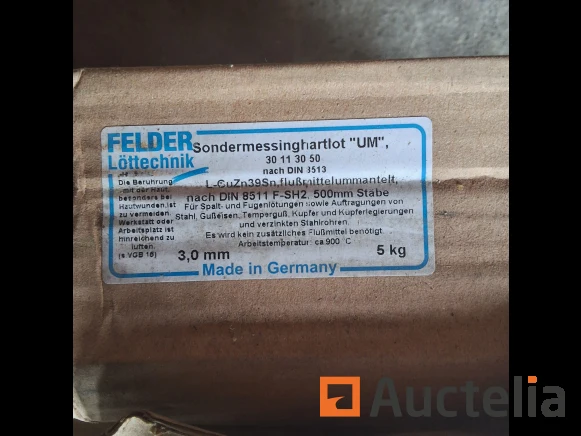 FELDER
Löttechnik
Die Berührung
mit der Haut,
besonders bei
Hautwunden,ist
zu vermeiden.
Werkstatt oder
Arbeitsplatz ist
hinreichend zu
lüften.
(s VGB 15)
Sondermessinghartlot "UM",
30 11 30 50
nach DIN 8513
L-CuZn39Sn,flußmittelummantelt,
nach DIN 8511 F-SH2, 500mm Stäbe
Für Spalt- und Fugenlötungen sowie Auftragungen von
Stahl, Gußeisen, Temperguß, Kupfer und Kupferlegierungen
und verzinkten Stahlrohren.
Es wird kein zusätzliches Flußmittel benötigt.
Arbeitstemperatur: ca.900 °C
3,0 mm
5 kg
Made in Germany
Auctelia